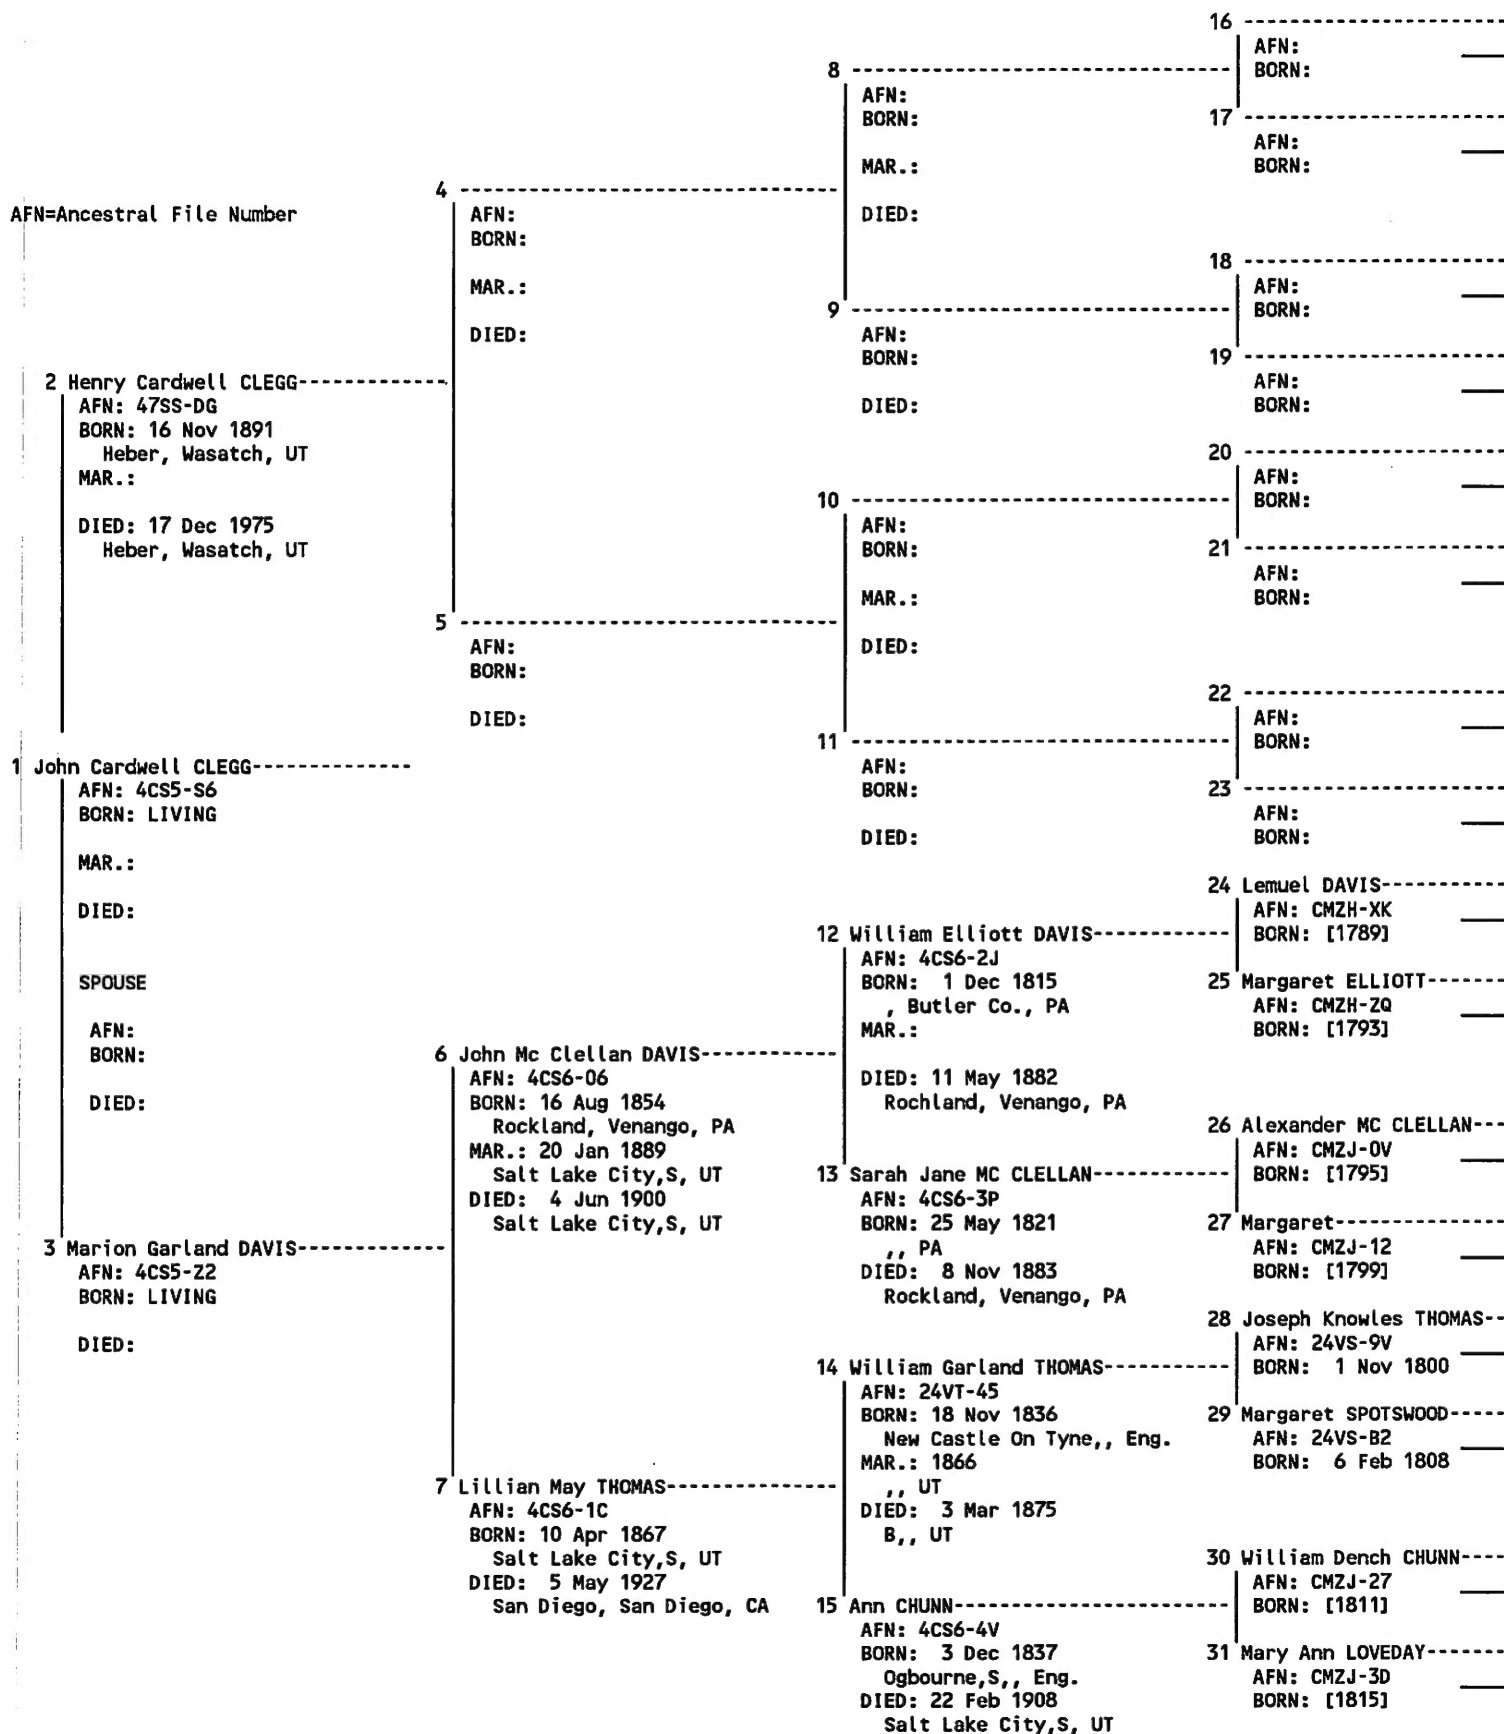 AFN=Ancestral File Number
2 Henry Cardwell CLEGG
AFN: 47SS-DG
BORN: 16 Nov 1891
Heber, Wasatch, UT
MAR.:
DIED: 17 Dec 1975
Heber, Wasatch, UT
1 John Cardwell CLEGG
AFN: 4CS5-S6
BORN: LIVING
MAR.:
DIED:
SPOUSE
AFN:
BORN:
DIED:
3 Marion Garland DAVIS
AFN: 4CS5-Z2
BORN: LIVING
DIED:
4
AFN:
BORN:
MAR.:
DIED:
5
AFN:
BORN:
DIED:
6 John Mc Clellan DAVIS
AFN: 4CS6-06
BORN: 16 Aug 1854
Rockland, Venango, PA
MAR.: 20 Jan 1889
Salt Lake City,S, UT
DIED: 4 Jun 1900
Salt Lake City,S, UT
7 Lillian May THOMAS
AFN: 4CS6-1C
BORN: 10 Apr 1867
Salt Lake City,S, UT
DIED: 5 May 1927
San Diego, San Diego, CA
8
AFN:
BORN:
MAR.:
DIED:
9
AFN:
BORN:
DIED:
10
AFN:
BORN:
MAR.:
DIED:
11
AFN:
BORN:
DIED:
12 William Elliott DAVIS
AFN: 4CS6-2J
BORN: 1 Dec 1815
, Butler Co., PA
MAR.:
DIED: 11 May 1882
Rochland, Venango, PA
13 Sarah Jane MC CLELLAN
AFN: 4CS6-3P
BORN: 25 May 1821
,, PA
DIED: 8 Nov 1883
Rockland, Venango, PA
14 William Garland THOMAS
AFN: 24VT-45
BORN: 18 Nov 1836
New Castle On Tyne,, Eng.
MAR.: 1866
,, UT
DIED: 3 Mar 1875
B,, UT
15 Ann CHUNN
AFN: 4CS6-4V
BORN: 3 Dec 1837
Ogbourne,S,, Eng.
DIED: 22 Feb 1908
Salt Lake City,S, UT
16
AFN:
BORN:
17
AFN:
BORN:
18
AFN:
BORN:
19
AFN:
BORN:
20
AFN:
BORN:
21
AFN:
BORN:
22
AFN:
BORN:
23
AFN:
BORN:
24 Lemuel DAVIS
AFN: CMZH-XK
BORN: [1789]
25 Margaret ELLIOTT
AFN: CMZH-ZQ
BORN: [1793]
26 Alexander MC CLELLAN
AFN: CMZJ-0V
BORN: [1795]
27 Margaret
AFN: CMZJ-12
BORN: [1799]
28 Joseph Knowles THOMAS
AFN: 24VS-9V
BORN: 1 Nov 1800
29 Margaret SPOTSWOOD
AFN: 24VS-B2
BORN: 6 Feb 1808
30 William Dench CHUNN
AFN: CMZJ-27
BORN: [1811]
31 Mary Ann LOVEDAY
AFN: CMZJ-3D
BORN: [1815]